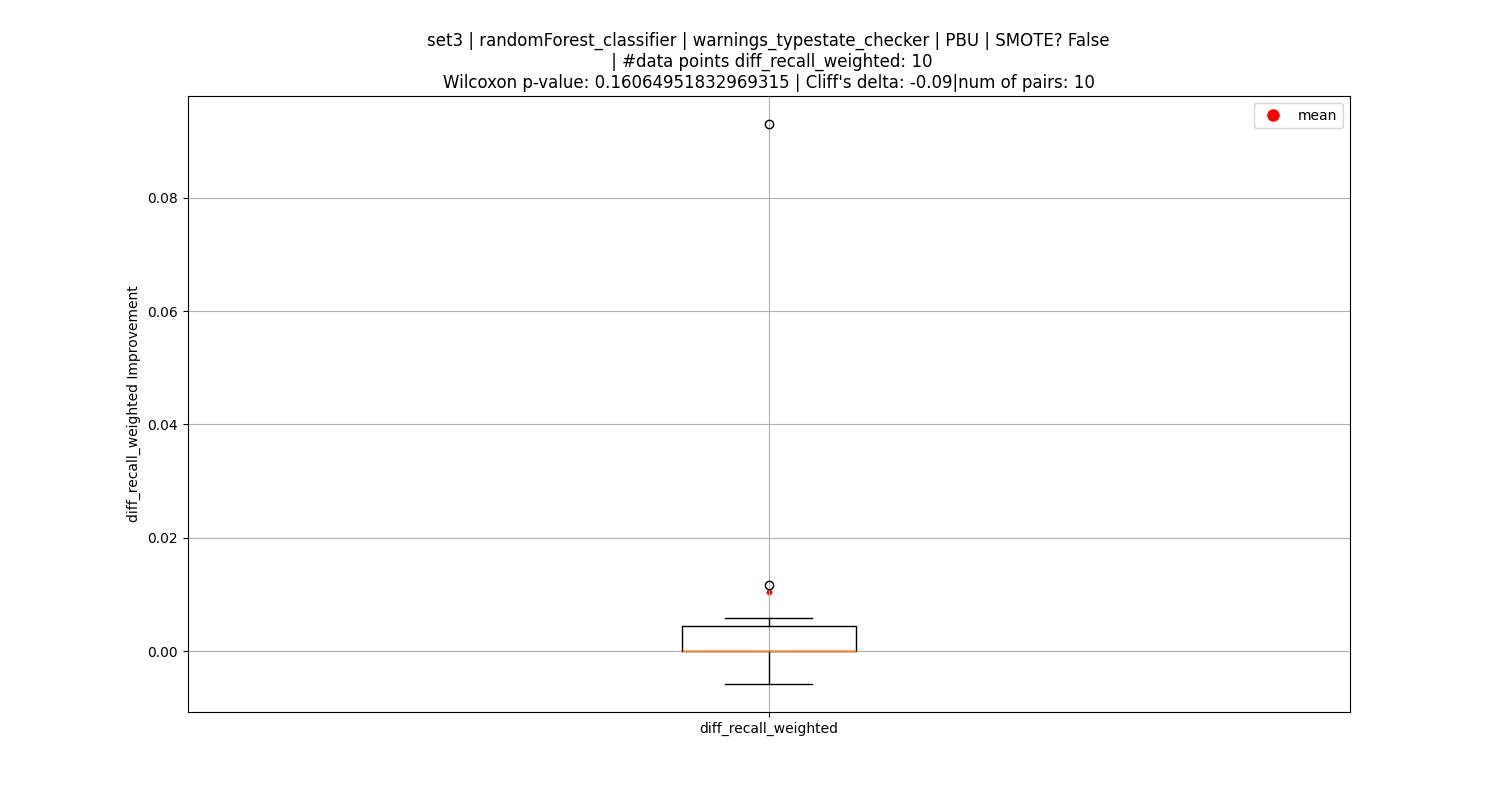 set3 | randomForest_classifier | warnings_typestate_checker | PBU | SMOTE? False
| #data points diff_recall_weighted: 10
Wilcoxon p-value: 0.16064951832969315 | Cliff's delta: -0.09|num of pairs: 10
mean
0.08
0.06
0.04
0.02
0.00
diff_recall_weighted Improvement
diff_recall_weighted